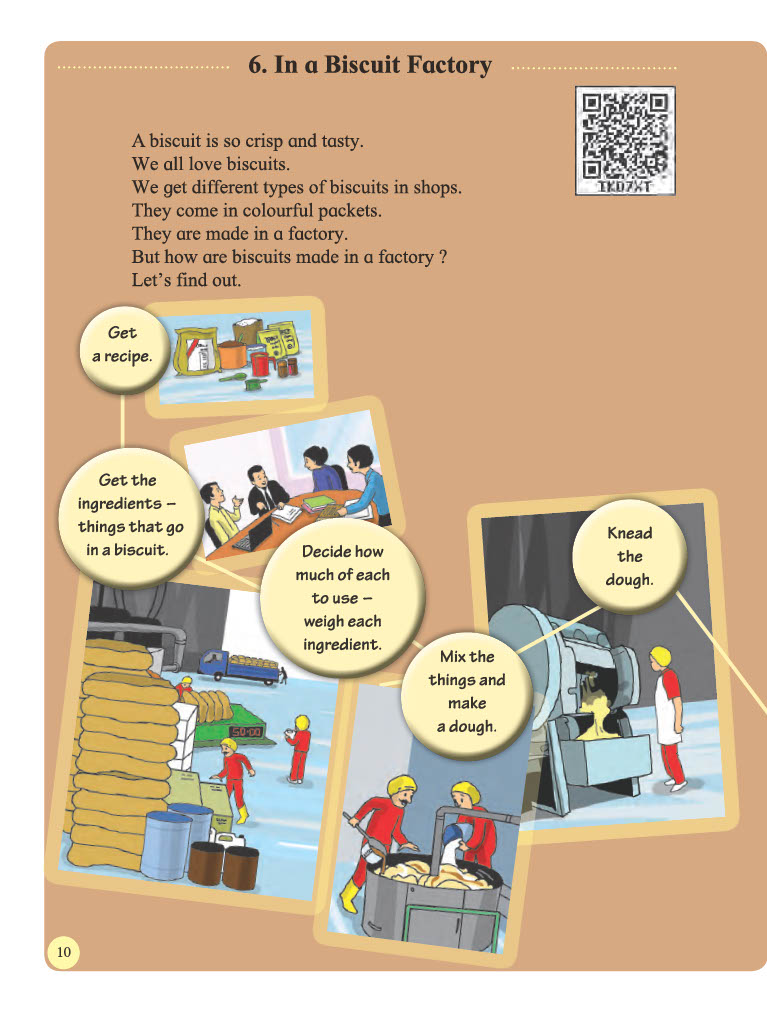 6. In a Biscuit Factory
IKD7XT
A biscuit is so crisp and tasty.
We all love biscuits.
We get different types of biscuits in shops.
They come in colourful packets.
They are made in a factory.
But how are biscuits made in a factory ?
Let's find out.
Get
a recipe.
Get the
ingredients –
things that go
in a biscuit.
Decide how
much of each
to use –
weigh each
ingredient.
Mix the
things and
make
a dough.
Knead
the
dough.
50·00
10